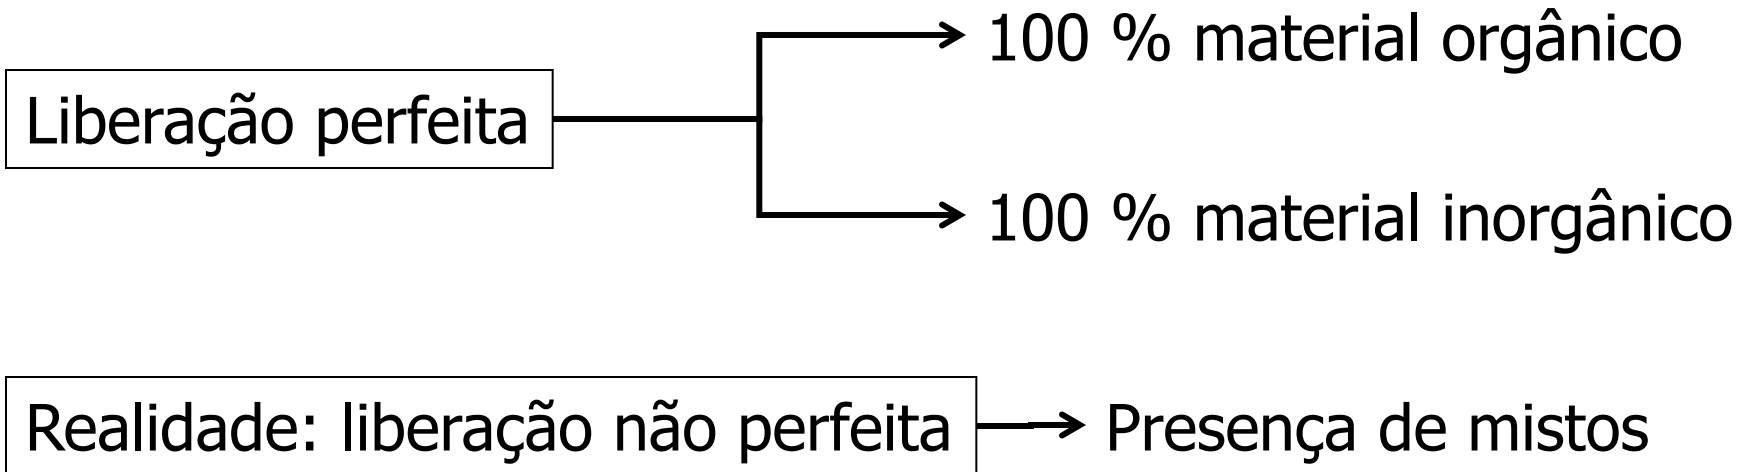 100 % material orgânico
Liberação perfeita
100 % material inorgânico
Realidade: liberação não perfeita
Presença de mistos